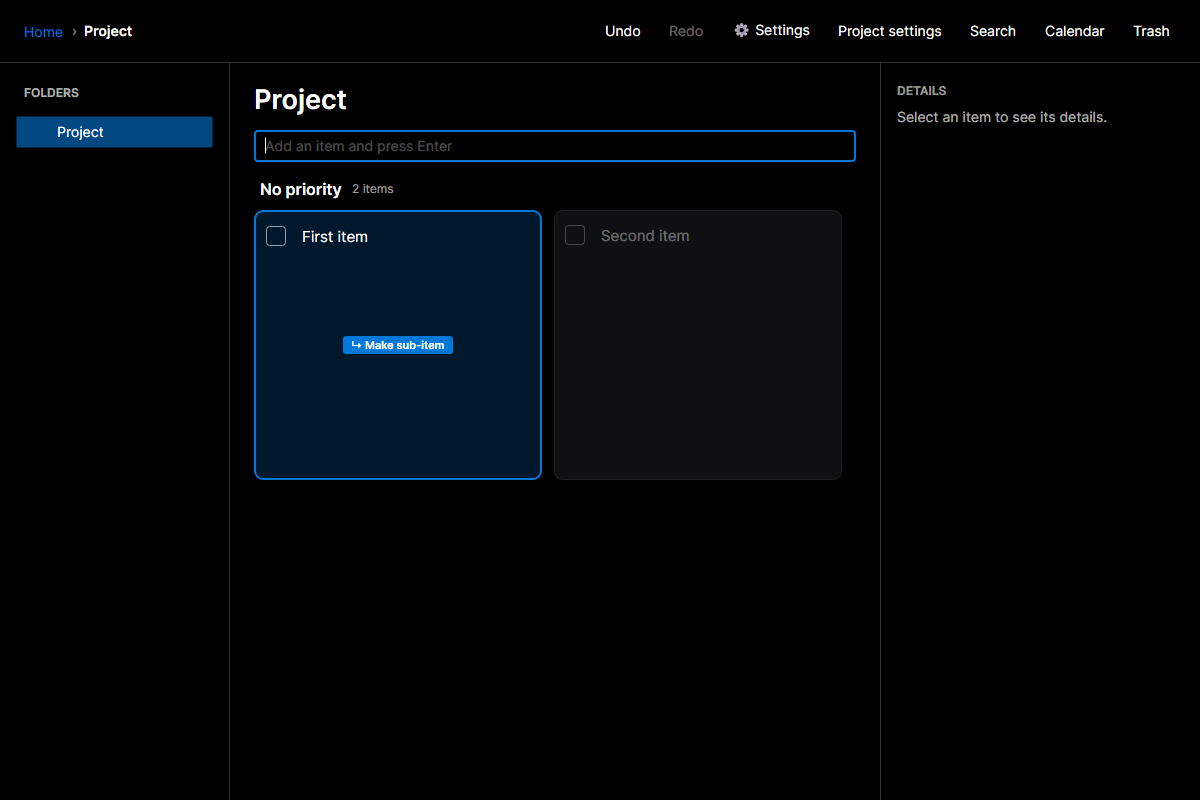 Home › Project
Undo Redo Settings Project settings Search Calendar Trash
FOLDERS
Project
Project
Add an item and press Enter
No priority 2 items
First item
↳ Make sub-item
Second item
DETAILS
Select an item to see its details.